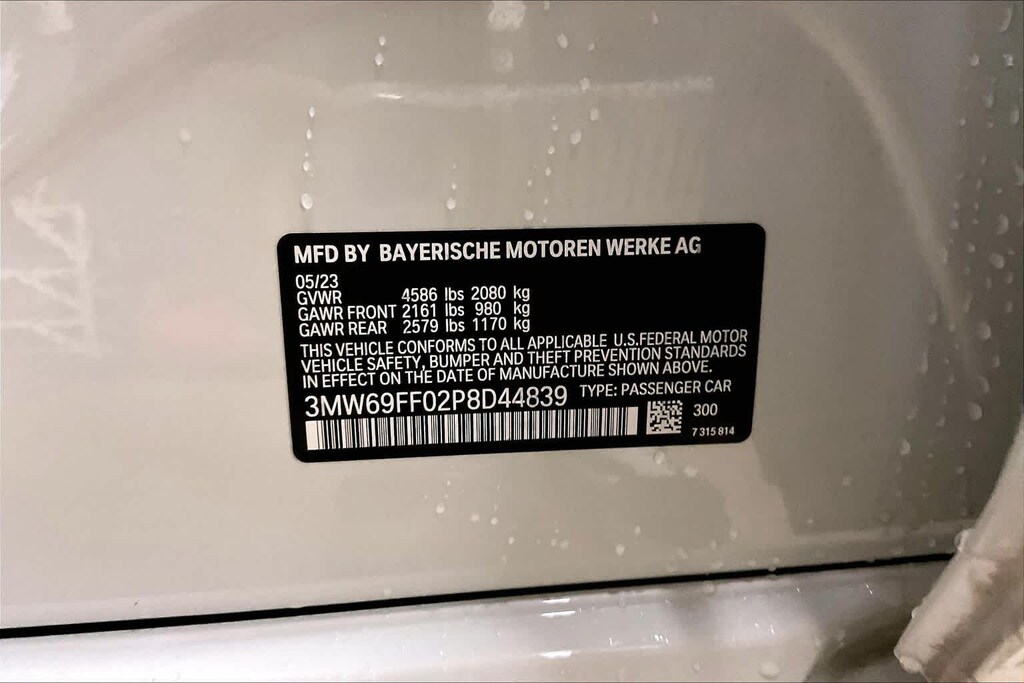 MFD BY BAYERISCHE MOTOREN WERKE AG
05/23
GVWR 4586 lbs 2080 kg
GAWR FRONT 2161 lbs 980 kg
GAWR REAR 2579 lbs 1170 kg
THIS VEHICLE CONFORMS TO ALL APPLICABLE U.S.FEDERAL MOTOR
VEHICLE SAFETY, BUMPER AND THEFT PREVENTION STANDARDS
IN EFFECT ON THE DATE OF MANUFACTURE SHOWN ABOVE.
3MW69FF02P8D44839 TYPE: PASSENGER CAR
300
7 315 814